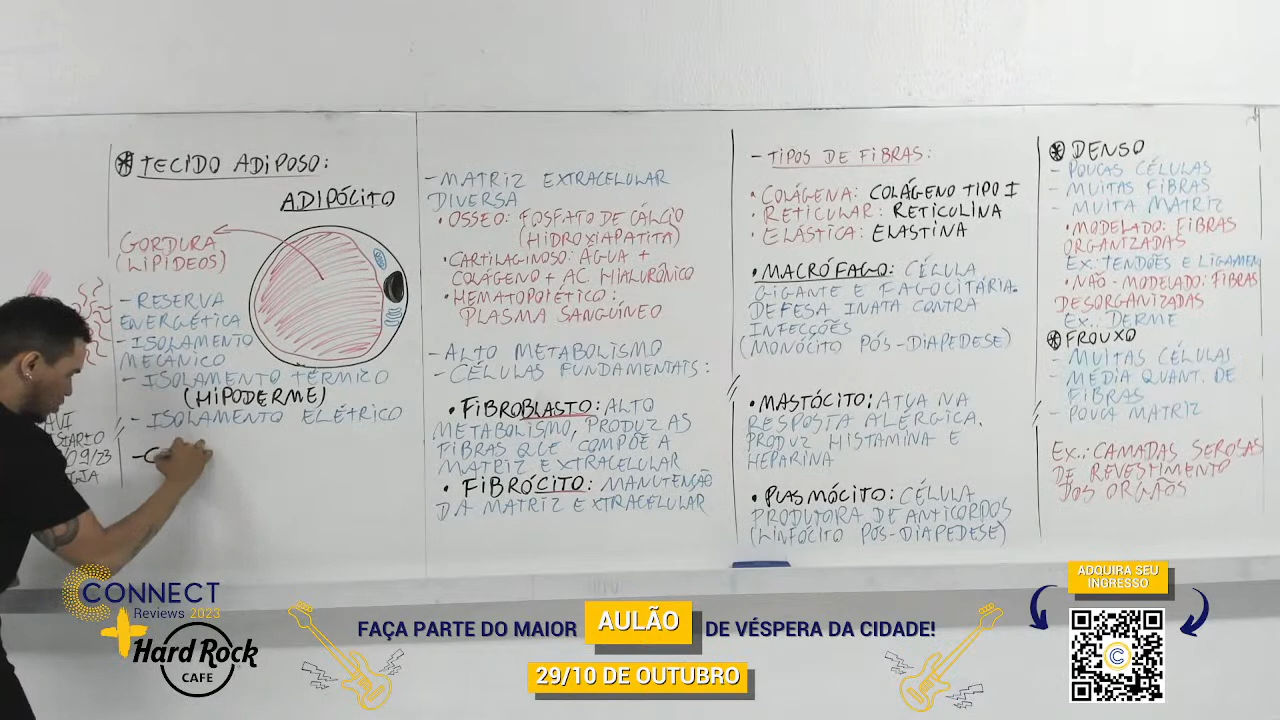 * TECIDO ADIPOSO:
ADIPÓCITO
GORDURA
(LIPÍDEOS)
- RESERVA
ENERGÉTICA
- ISOLAMENTO
MECÂNICO
- ISOLAMENTO TÉRMICO
(HIPODERME)
- ISOLAMENTO ELÉTRICO
- MATRIZ EXTRACELULAR
DIVERSA
• OSSEO: FOSFATO DE CÁLCIO
(HIDROXIAPATITA)
• CARTILAGINOSO: AGUA +
COLÁGENO + AC. HIALURÔNICO
• HEMATOPOIÉTICO:
PLASMA SANGUÍNEO
- ALTO METABOLISMO
- CÉLULAS FUNDAMENTAIS:
• FIBROBLASTO: ALTO
METABOLISMO, PRODUZ AS
FIBRAS QUE COMPÕE A
MATRIZ EXTRACELULAR
• FIBRÓCITO: MANUTENÇÃO
DA MATRIZ EXTRACELULAR
- TIPOS DE FIBRAS:
• COLÁGENA: COLÁGENO TIPO I
• RETICULAR: RETICULINA
• ELÁSTICA: ELASTINA
• MACRÓFAGO: CÉLULA
GIGANTE E FAGOCITÁRIA.
DEFESA INATA CONTRA
INFECÇÕES
(MONÓCITO PÓS-DIAPEDESE)
• MASTÓCITO: ATUA NA
RESPOSTA ALÉRGICA.
PRODUZ HISTAMINA E
HEPARINA
• PLASMÓCITO: CÉLULA
PRODUTORA DE ANTICORPOS
(LINFÓCITO PÓS-DIAPEDESE)
* DENSO
- POUCAS CÉLULAS
- MUITAS FIBRAS
- MUITA MATRIZ
• MODELADO: FIBRAS
ORGANIZADAS
Ex.: TENDÕES E LIGAMEN
• NÃO-MODELADO: FIBRAS
DESORGANIZADAS
Ex.: DERME
* FROUXO
- MUITAS CÉLULAS
- MÉDIA QUANT. DE
FIBRAS
- POUCA MATRIZ
Ex.: CAMADAS SEROSAS
DE REVESTIMENTO
DOS ORGÃOS
CONNECT
Reviews 2023
+ Hard Rock
CAFE
FAÇA PARTE DO MAIOR AULÃO DE VÉSPERA DA CIDADE!
29/10 DE OUTUBRO
ADQUIRA SEU
INGRESSO